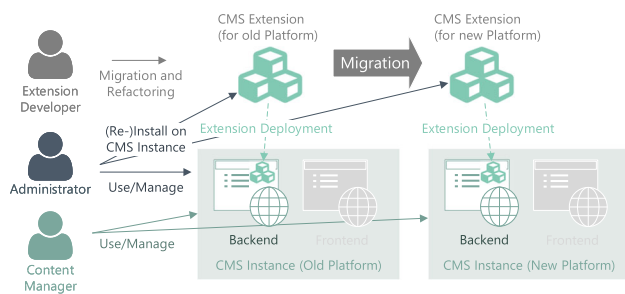 CMS Extension
(for old Platform)
CMS Extension
(for new Platform)
Migration
Extension
Developer
Migration and
Refactoring
(Re-)Install on
CMS Instance
Extension Deployment
Extension Deployment
Administrator
Use/Manage
Content
Manager
Use/Manage
Backend
Frontend
CMS Instance (Old Platform)
Backend
Frontend
CMS Instance (New Platform)